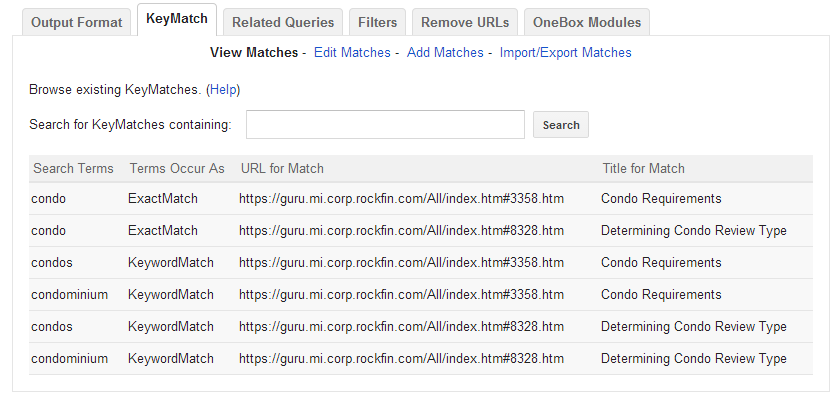 Output Format KeyMatch Related Queries Filters Remove URLs OneBox Modules
View Matches - Edit Matches - Add Matches - Import/Export Matches
Browse existing KeyMatches. (Help)
Search for KeyMatches containing: Search
Search Terms Terms Occur As URL for Match Title for Match
condo ExactMatch https://guru.mi.corp.rockfin.com/All/index.htm#3358.htm Condo Requirements
condo ExactMatch https://guru.mi.corp.rockfin.com/All/index.htm#8328.htm Determining Condo Review Type
condos KeywordMatch https://guru.mi.corp.rockfin.com/All/index.htm#3358.htm Condo Requirements
condominium KeywordMatch https://guru.mi.corp.rockfin.com/All/index.htm#3358.htm Condo Requirements
condos KeywordMatch https://guru.mi.corp.rockfin.com/All/index.htm#8328.htm Determining Condo Review Type
condominium KeywordMatch https://guru.mi.corp.rockfin.com/All/index.htm#8328.htm Determining Condo Review Type